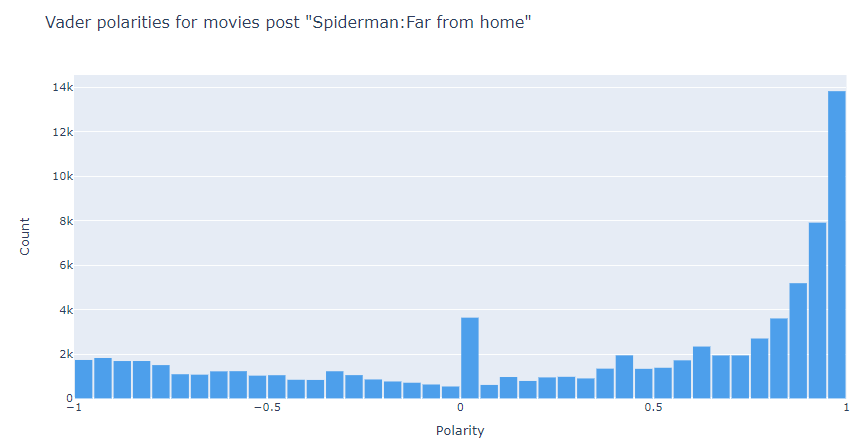 Vader polarities for movies post "Spiderman:Far from home"
14k
12k
10k
8k
6k
4k
2k
0
Count
−1
−0.5
0
0.5
1
Polarity